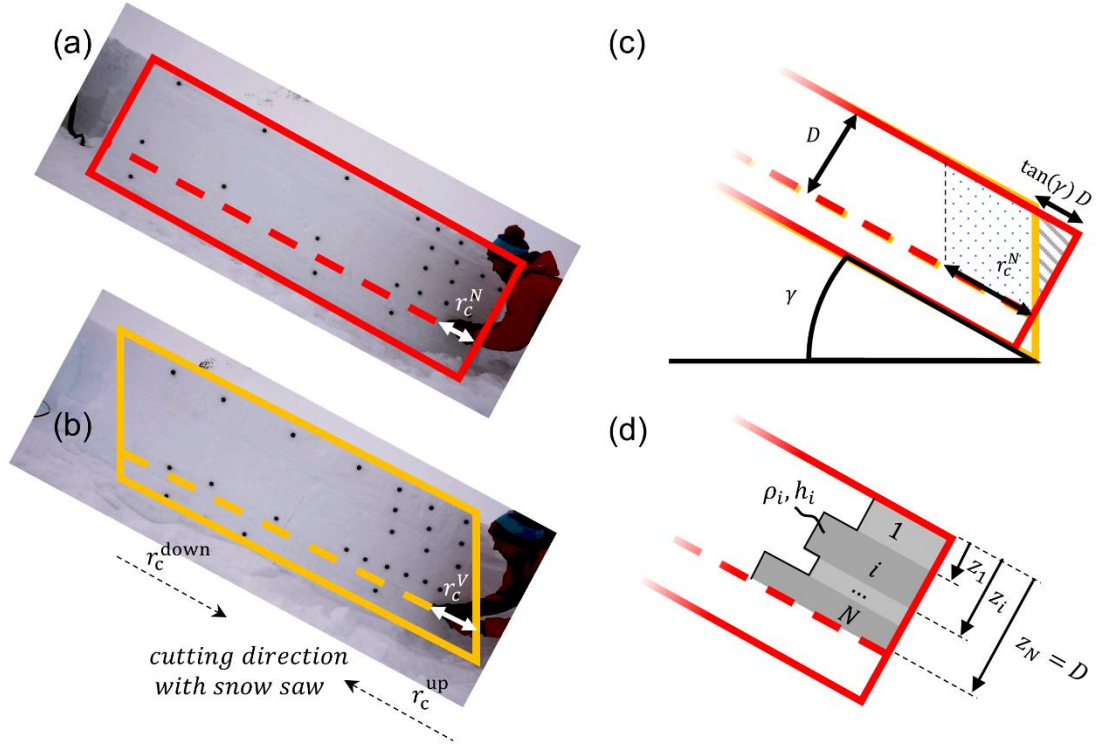 (a)
r_c^N
(b)
r_c^V
r_c^down
cutting direction
with snow saw
r_c^up
(c)
D
tan(γ) D
r_c^N
γ
(d)
ρ_i, h_i
1
i
...
N
z_1
z_i
z_N = D